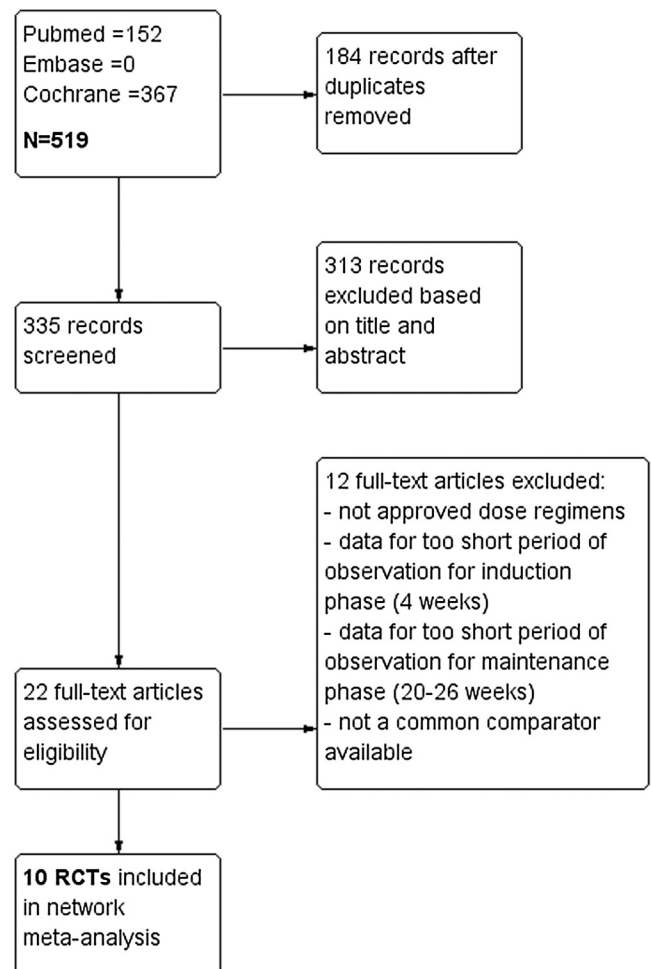 Pubmed =152
Embase =0
Cochrane =367
N=519
184 records after
duplicates
removed
335 records
screened
313 records
excluded based
on title and
abstract
22 full-text articles
assessed for
eligibility
12 full-text articles excluded:
- not approved dose regimens
- data for too short period of
observation for induction
phase (4 weeks)
- data for too short period of
observation for maintenance
phase (20-26 weeks)
- not a common comparator
available
10 RCTs included
in network
meta-analysis